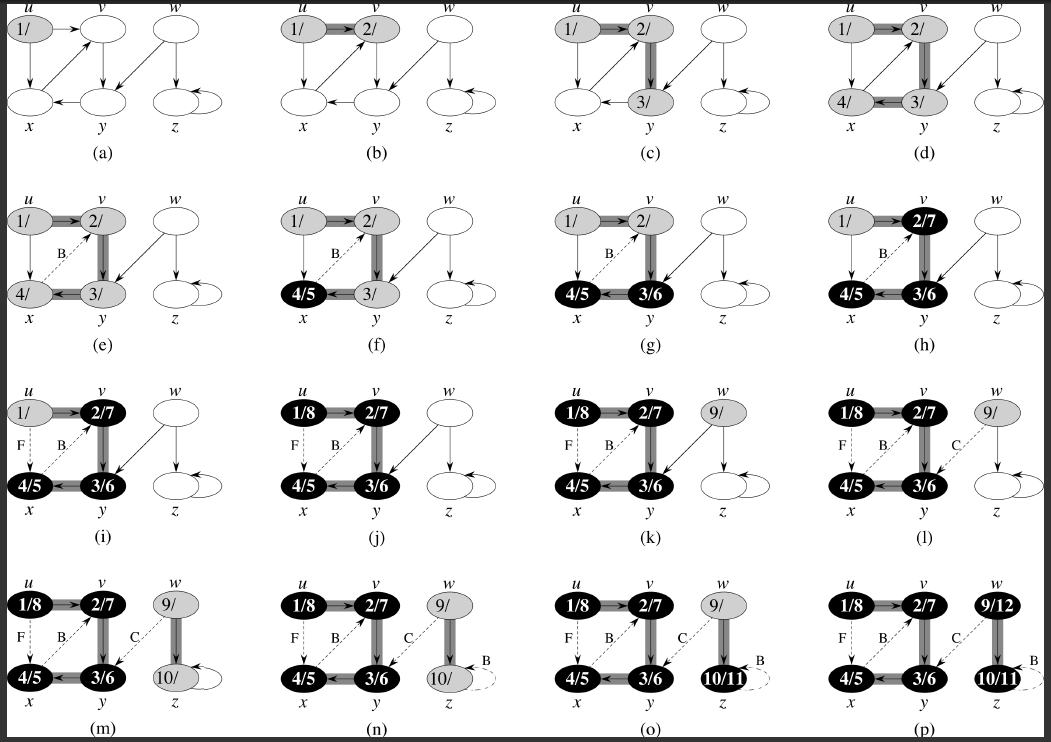 u v w
1/
x y z
(a)
u v w
1/ 2/
x y z
(b)
u v w
1/ 2/
3/
x y z
(c)
u v w
1/ 2/
4/ 3/
x y z
(d)
u v w
1/ 2/
B
4/ 3/
x y z
(e)
u v w
1/ 2/
B
4/5 3/
x y z
(f)
u v w
1/ 2/
B
4/5 3/6
x y z
(g)
u v w
1/ 2/7
B
4/5 3/6
x y z
(h)
u v w
1/ 2/7
F B
4/5 3/6
x y z
(i)
u v w
1/8 2/7
F B
4/5 3/6
x y z
(j)
u v w
1/8 2/7 9/
F B
4/5 3/6
x y z
(k)
u v w
1/8 2/7 9/
F B C
4/5 3/6
x y z
(l)
u v w
1/8 2/7 9/
F B C
4/5 3/6 10/
x y z
(m)
u v w
1/8 2/7 9/
F B C B
4/5 3/6 10/
x y z
(n)
u v w
1/8 2/7 9/
F B C B
4/5 3/6 10/11
x y z
(o)
u v w
1/8 2/7 9/12
F B C B
4/5 3/6 10/11
x y z
(p)